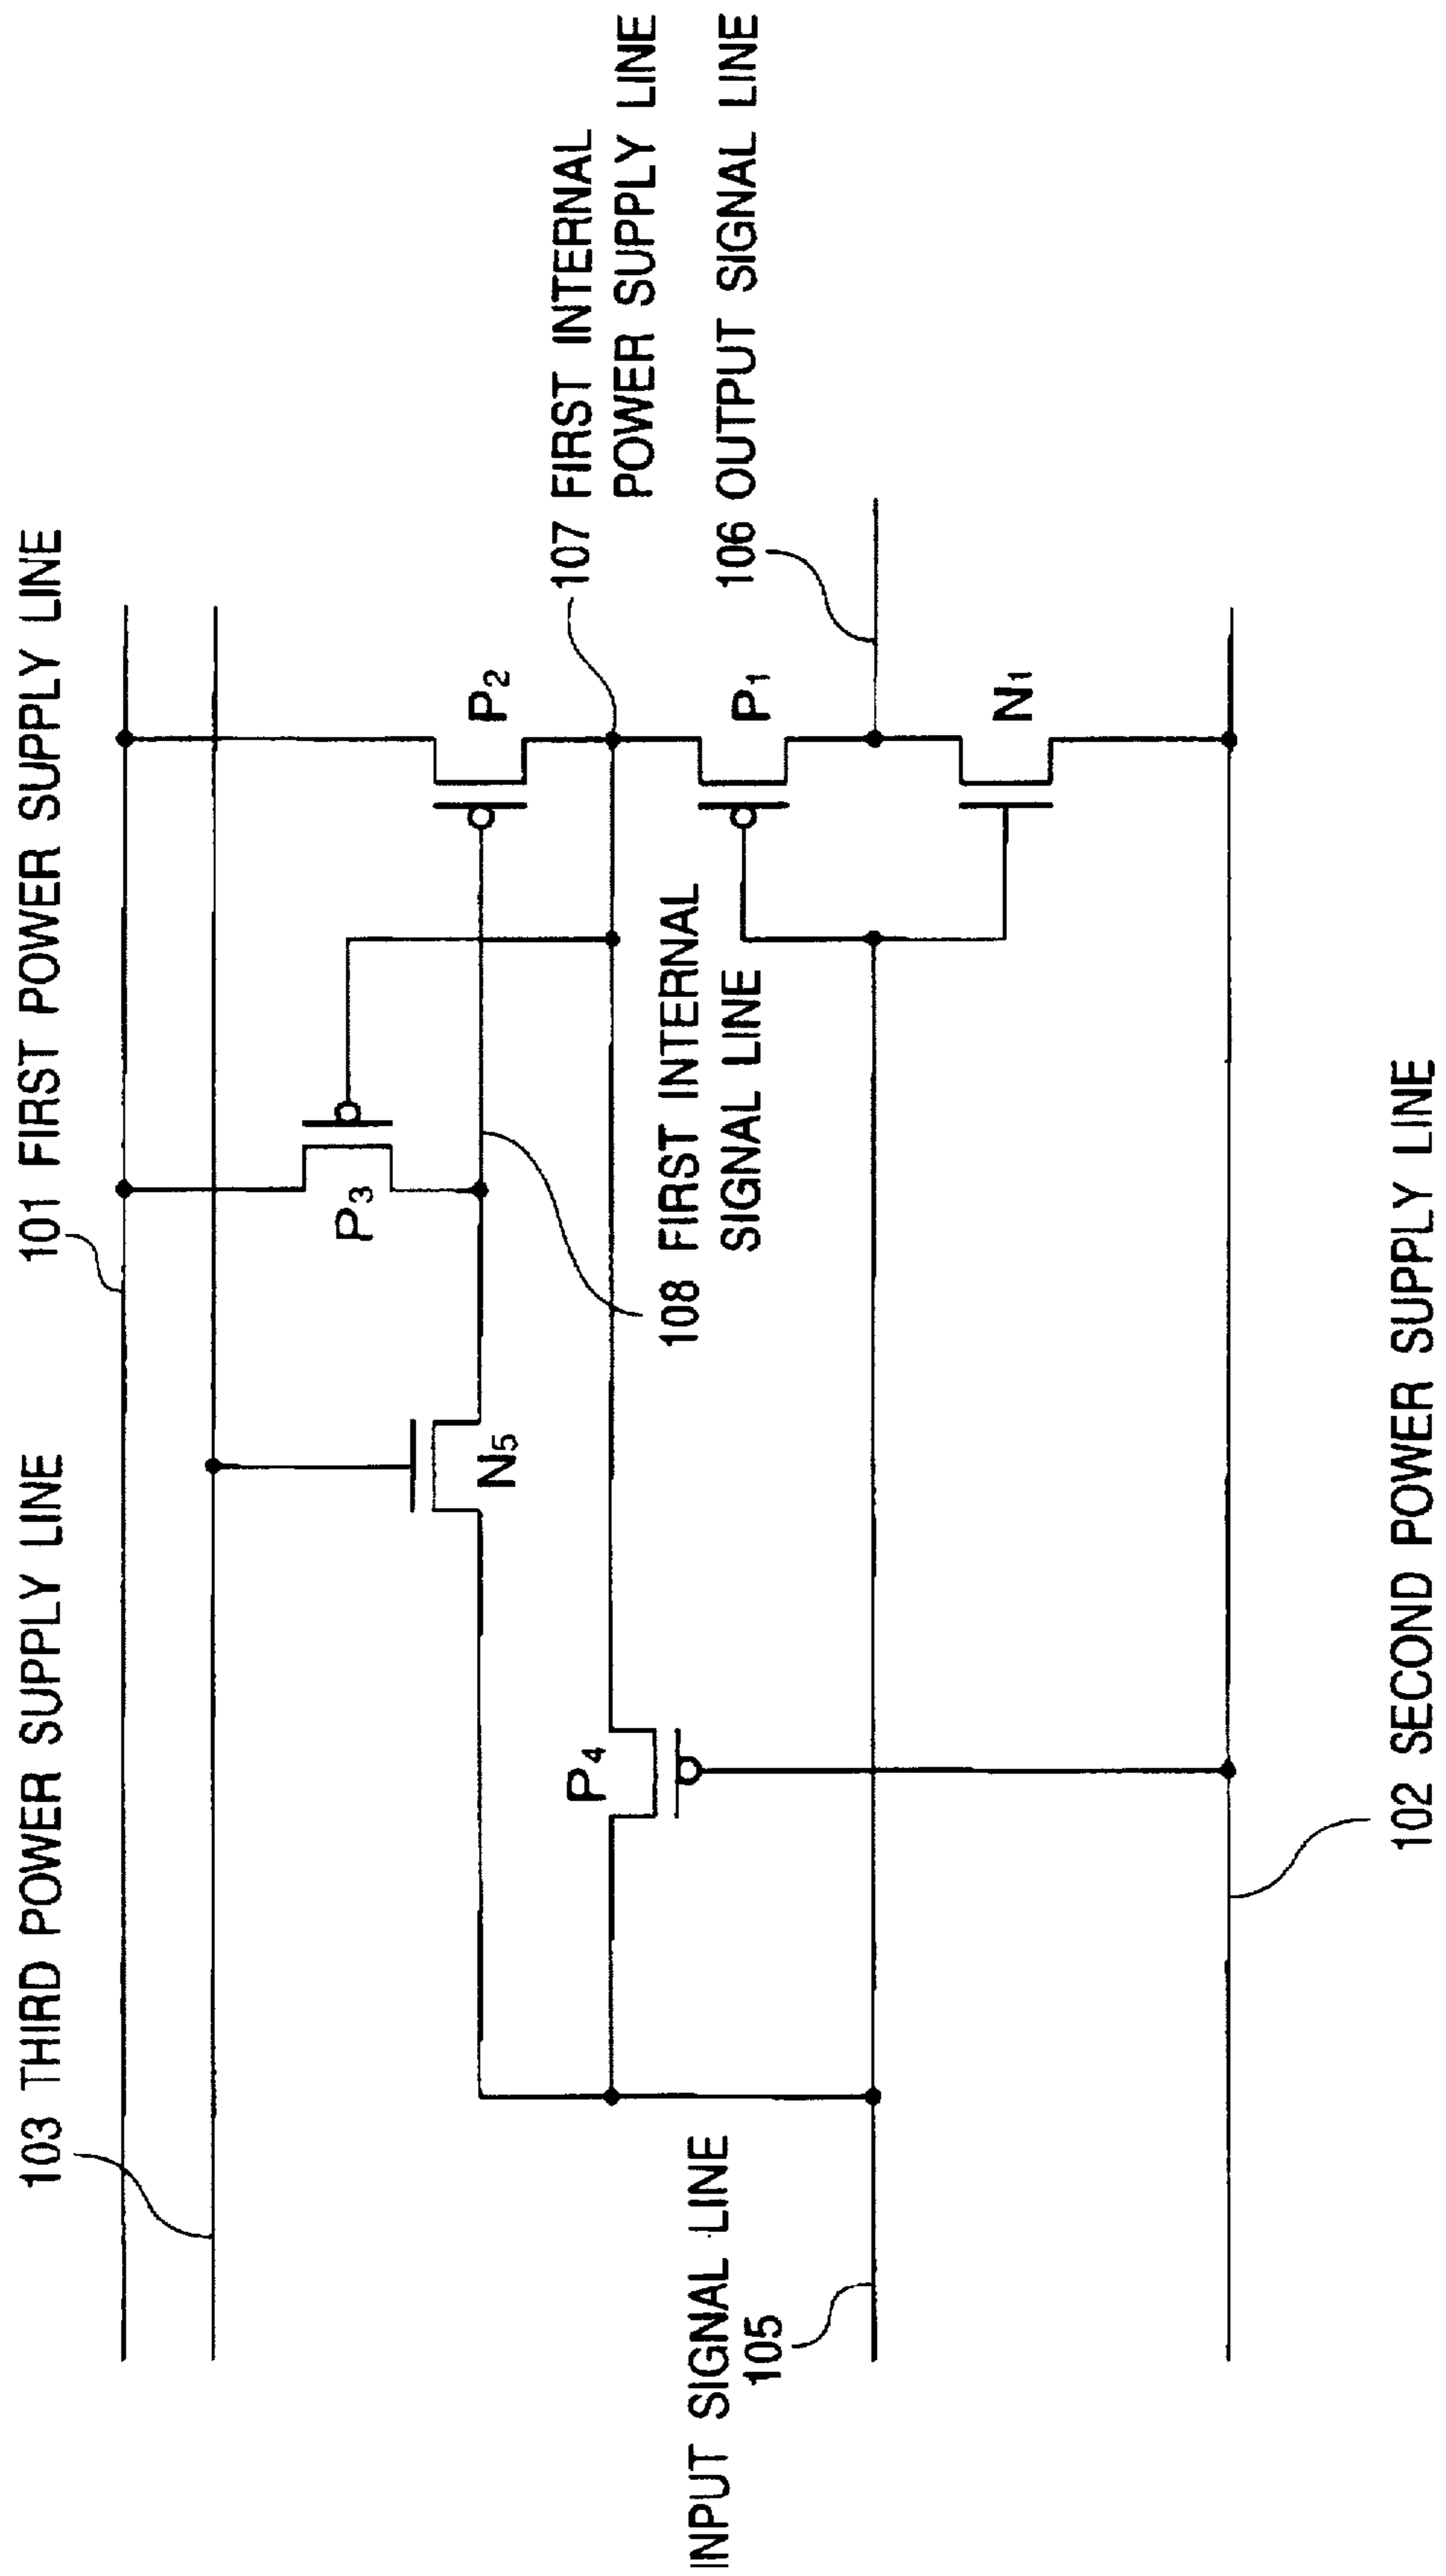 103 THIRD POWER SUPPLY LINE
101 FIRST POWER SUPPLY LINE
P2
P3
N5
107 FIRST INTERNAL
POWER SUPPLY LINE
P4
108 FIRST INTERNAL
SIGNAL LINE
P1
106 OUTPUT SIGNAL LINE
INPUT SIGNAL LINE
105
N1
102 SECOND POWER SUPPLY LINE